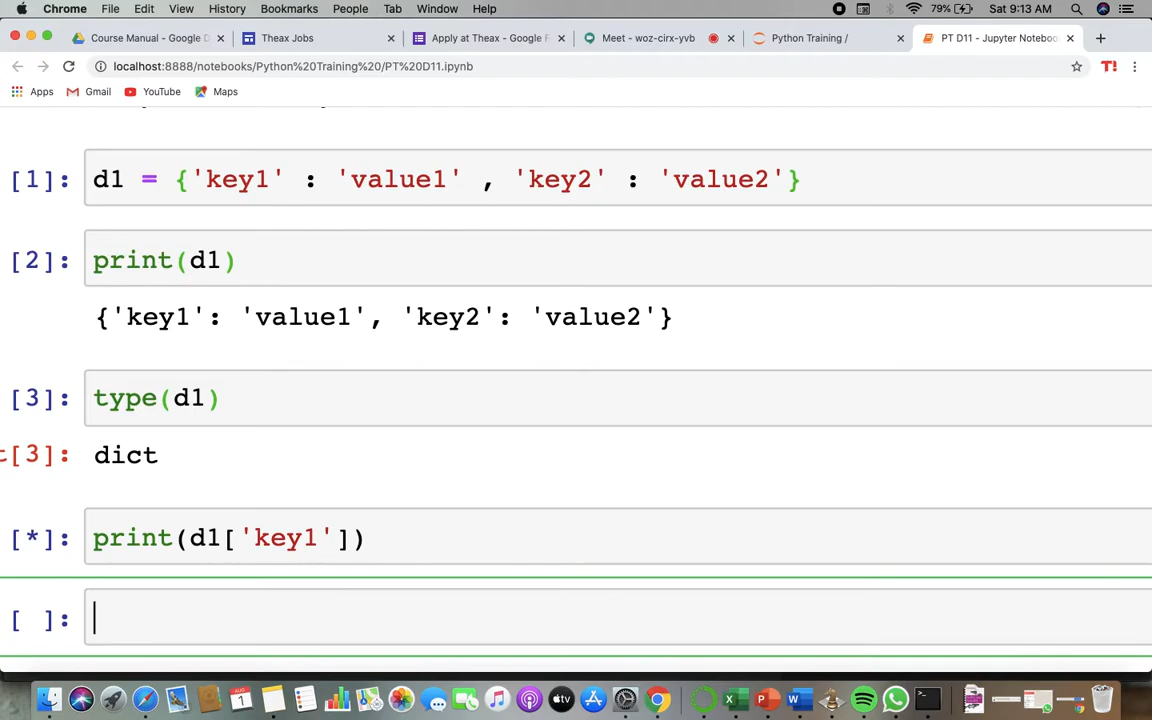 Chrome File Edit View History Bookmarks People Tab Window Help 79% Sat 9:13 AM
Course Manual - Google D Theax Jobs Apply at Theax - Google F Meet - woz-cirx-yvb Python Training / PT D11 - Jupyter Noteboo
localhost:8888/notebooks/Python%20Training%20/PT%20D11.ipynb T!
Apps Gmail YouTube Maps
[1]: d1 = {'key1' : 'value1' , 'key2' : 'value2'}
[2]: print(d1)
{'key1': 'value1', 'key2': 'value2'}
[3]: type(d1)
t[3]: dict
[*]: print(d1['key1'])
[ ]: